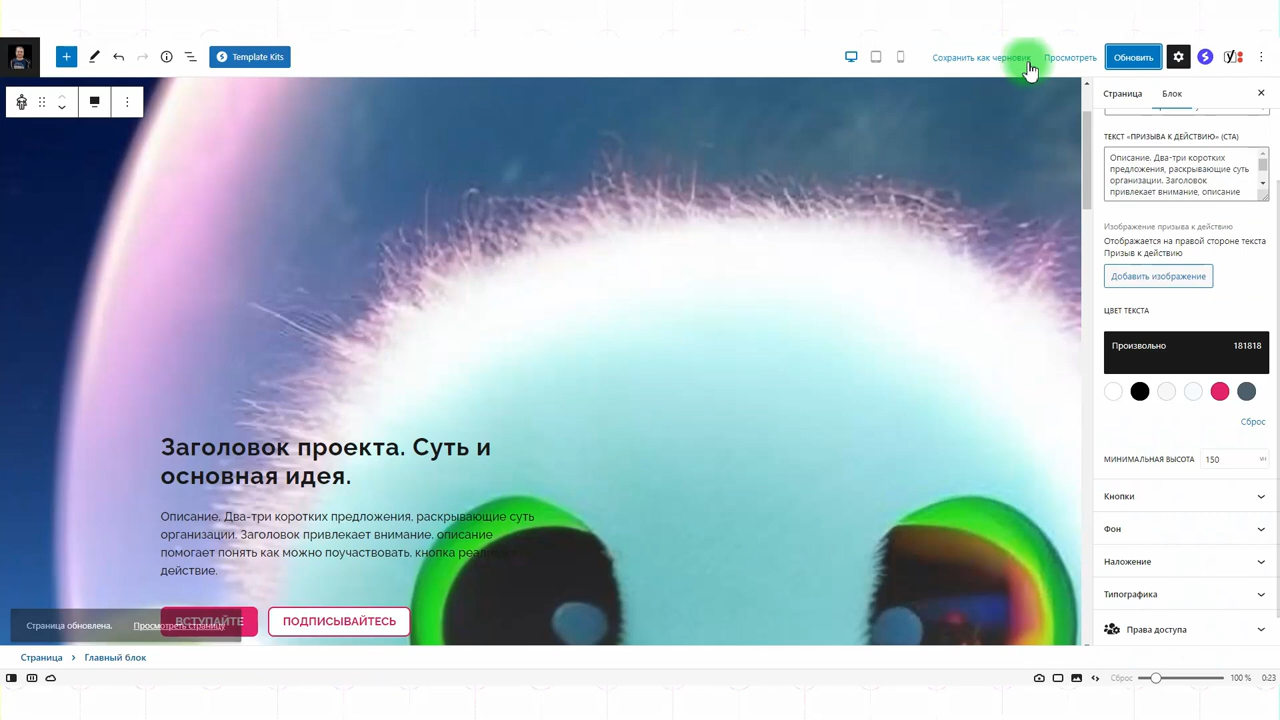 Template Kits
Сохранить как черновик
Просмотреть
Обновить
Страница
Блок
ТЕКСТ «ПРИЗЫВА К ДЕЙСТВИЮ» (CTA)
Описание. Два-три коротких
предложения, раскрывающие суть
организации. Заголовок
привлекает внимание, описание
Изображение призыва к действию
Отображается на правой стороне текста
Призыв к действию
Добавить изображение
ЦВЕТ ТЕКСТА
Произвольно 181818
Сброс
МИНИМАЛЬНАЯ ВЫСОТА 150 VH
Кнопки
Фон
Наложение
Типографика
Права доступа
Заголовок проекта. Суть и
основная идея.
Описание. Два-три коротких предложения, раскрывающие суть
организации. Заголовок привлекает внимание, описание
помогает понять как можно поучаствовать, кнопка
действие.
ВСТУПАЙТЕ
ПОДПИСЫВАЙТЕСЬ
Страница обновлена. Просмотреть страницу
Страница > Главный блок
Сброс 100 % 0:23